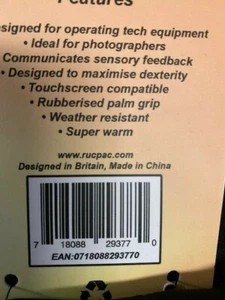 Features
signed for operating tech equipment
• Ideal for photographers
Communicates sensory feedback
• Designed to maximise dexterity
• Touchscreen compatible
• Rubberised palm grip
• Weather resistant
• Super warm
www.rucpac.com
Designed in Britain, Made in China
7 18088 29377 0
EAN:0718088293770